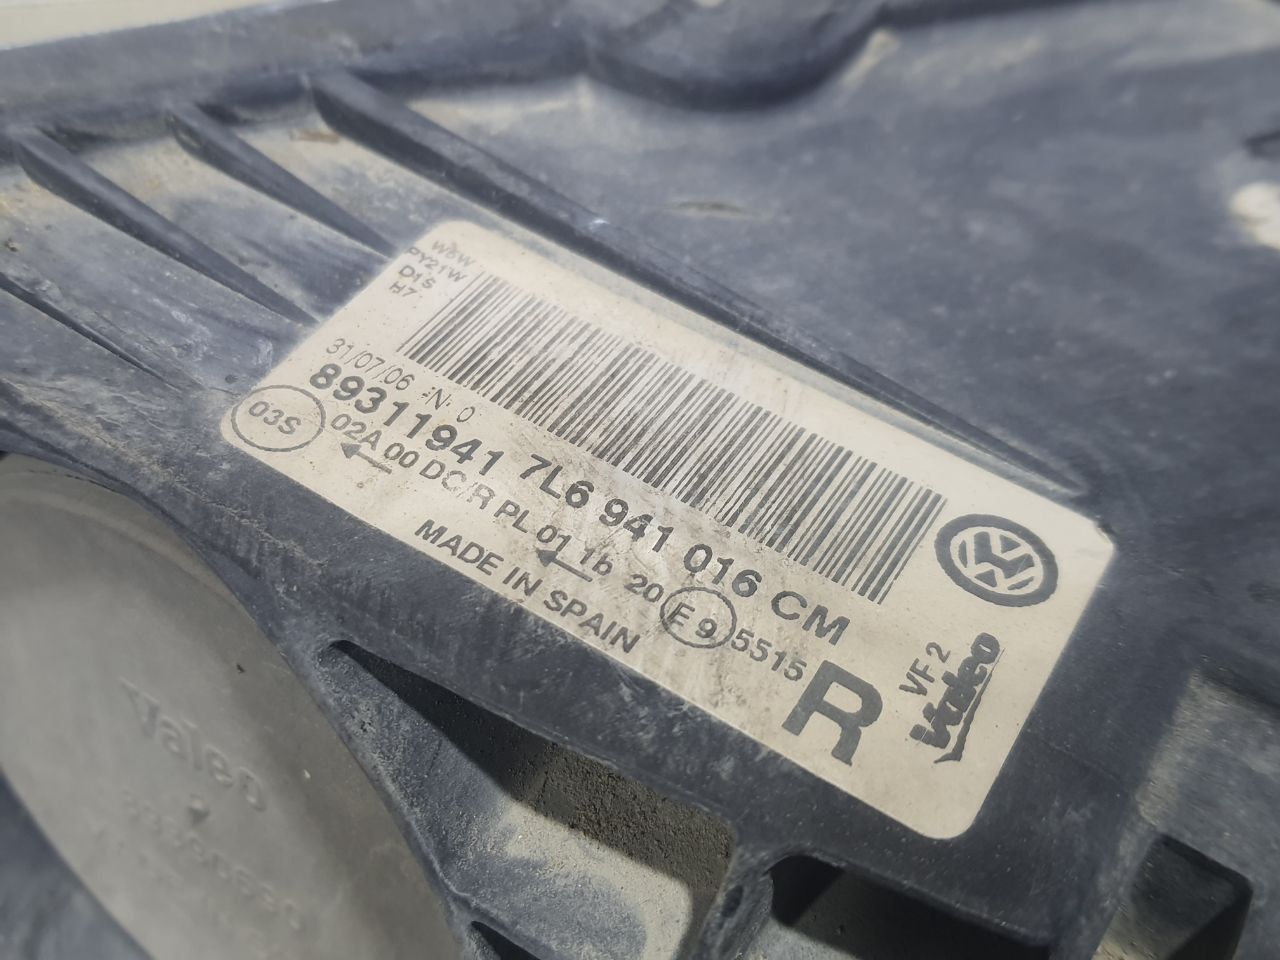 W5W
PY21W
D1S
H7
31/07/06 -N- 0
89311941 7L6 941 016 CM
03S
02A 00 DC/R PL 01 1b 20 E 9 5515
MADE IN SPAIN
R
VF 2
Valeo
Valeo